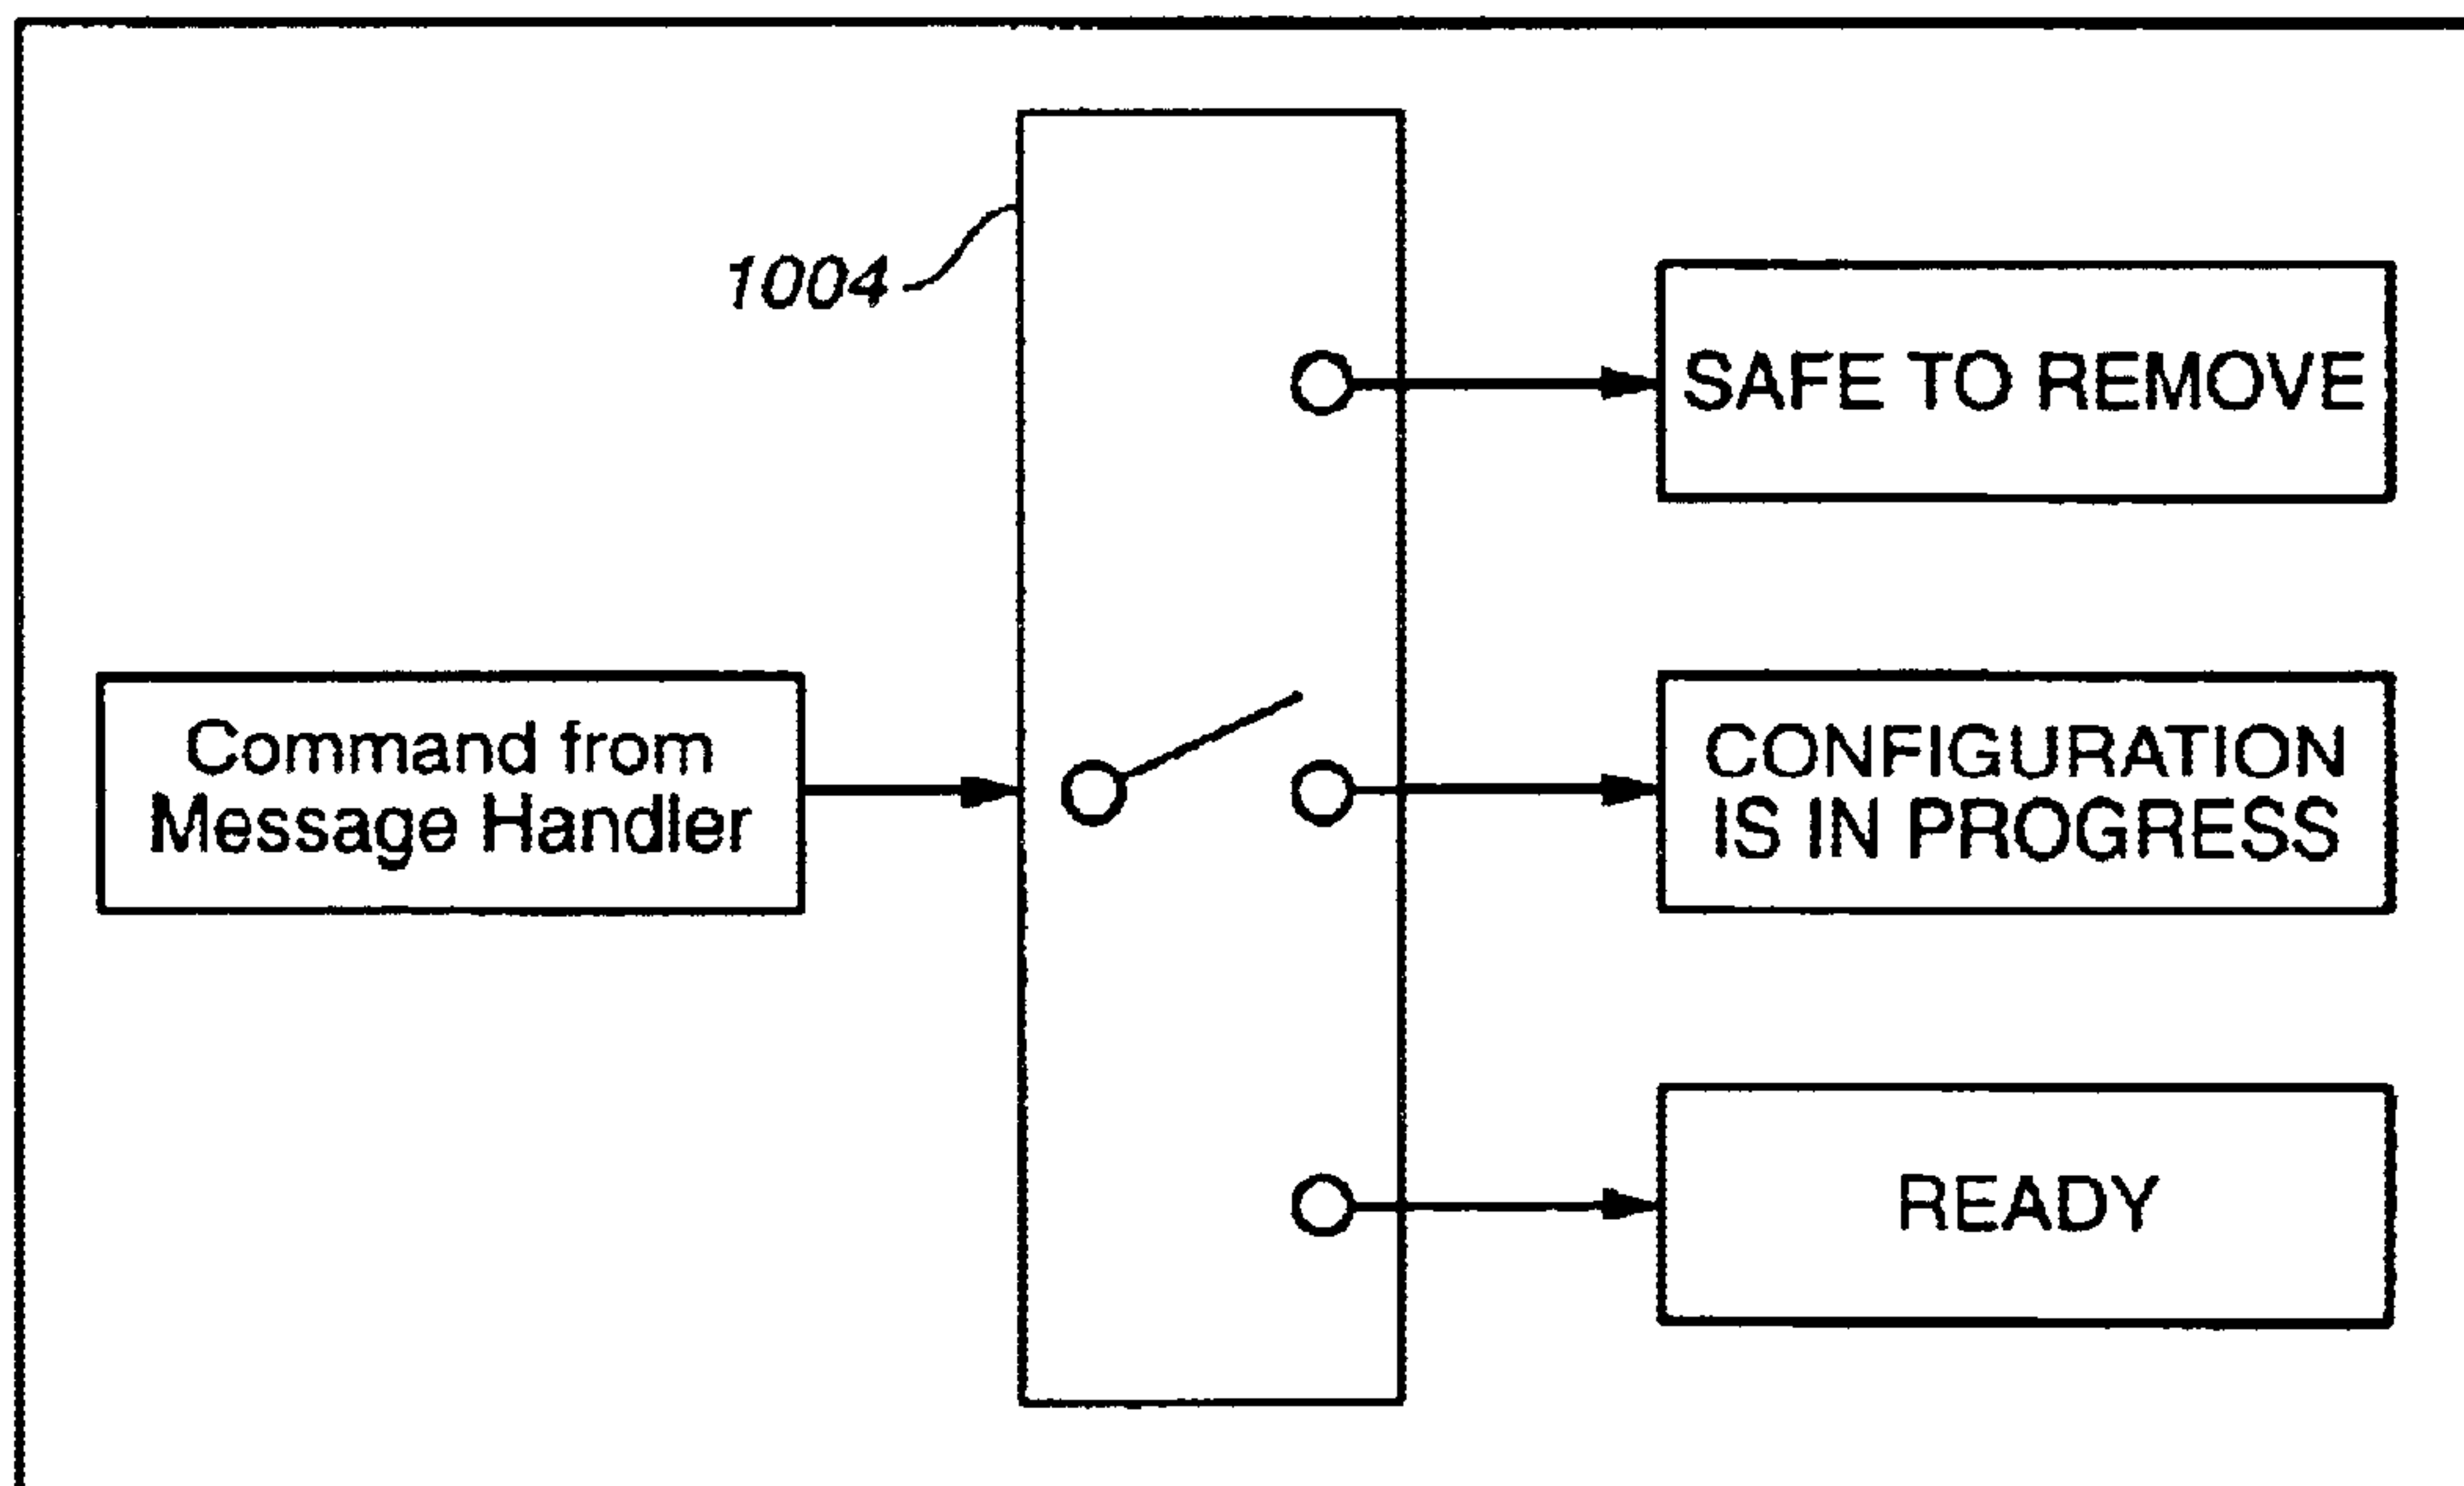 1004
SAFE TO REMOVE
Command from
Message Handler
CONFIGURATION
IS IN PROGRESS
READY